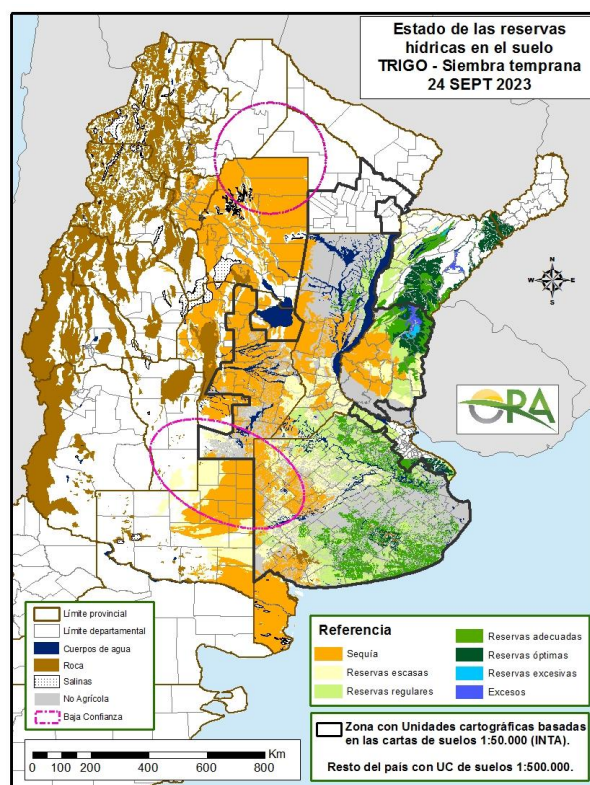 Estado de las reservas
hídricas en el suelo
TRIGO - Siembra temprana
24 SEPT 2023
N
W
E
S
ORA
Límite provincial
Límite departamental
Cuerpos de agua
Roca
Salinas
No Agrícola
Baja Confianza
Referencia
Sequía
Reservas escasas
Reservas regulares
Reservas adecuadas
Reservas óptimas
Reservas excesivas
Excesos
Zona con Unidades cartográficas basadas
en las cartas de suelos 1:50.000 (INTA).
Resto del país con UC de suelos 1:500.000.
Km
0 100 200 400 600 800